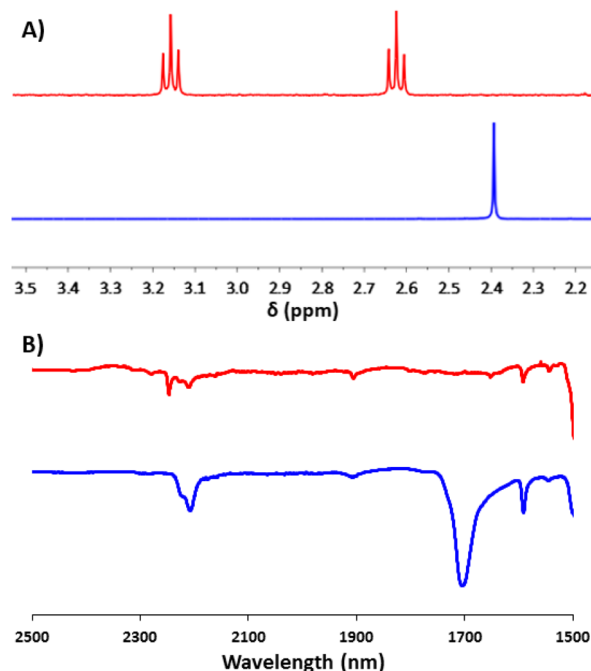 A)
3.5 3.4 3.3 3.2 3.1 3.0 2.9 2.8 2.7 2.6 2.5 2.4 2.3 2.2
δ (ppm)
B)
2500 2300 2100 1900 1700 1500
Wavelength (nm)